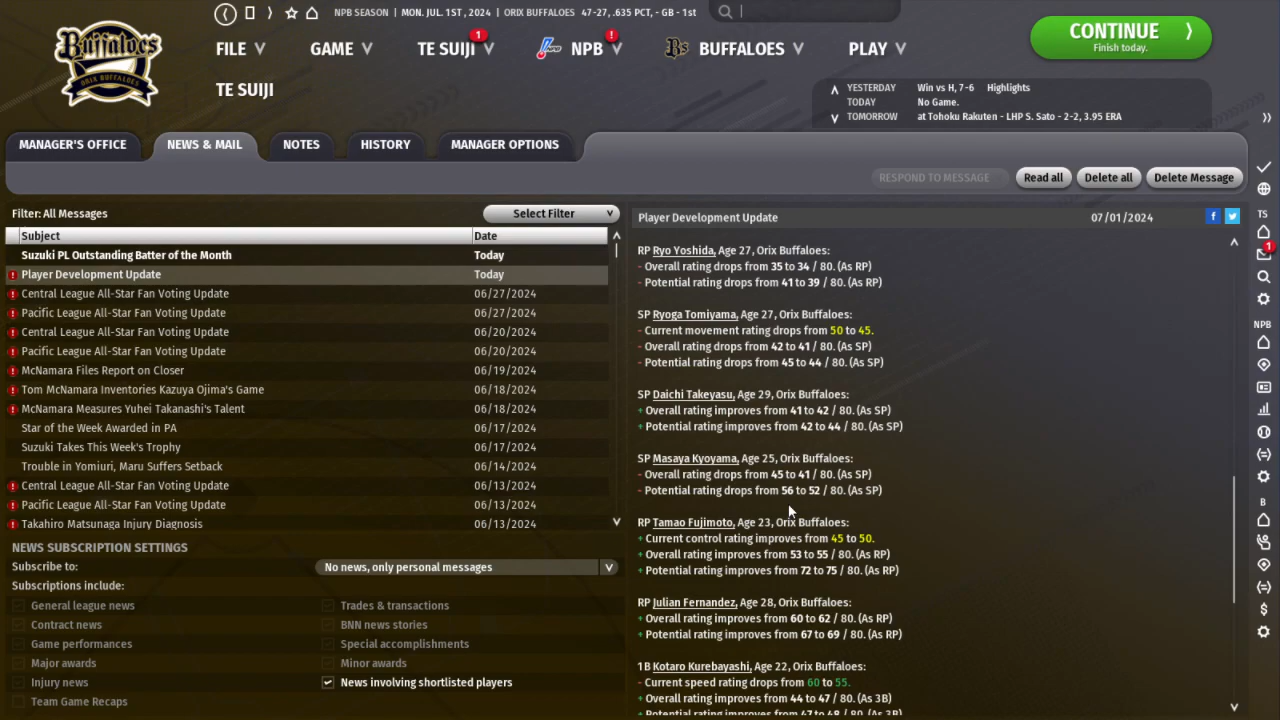 NPB SEASON | MON. JUL. 1ST, 2024 | ORIX BUFFALOES 47-27, .635 PCT, - GB - 1st
Buffaloes
ORIX BUFFALOES
FILE GAME TE SUIJI 1 NPB ! Bs BUFFALOES PLAY
TE SUIJI
CONTINUE
Finish today.
YESTERDAY Win vs H, 7-6 Highlights
TODAY No Game.
TOMORROW at Tohoku Rakuten - LHP S. Sato - 2-2, 3.95 ERA
MANAGER'S OFFICE NEWS & MAIL NOTES HISTORY MANAGER OPTIONS
RESPOND TO MESSAGE Read all Delete all Delete Message
Filter: All Messages Select Filter
Subject Date
Suzuki PL Outstanding Batter of the Month Today
Player Development Update Today
Central League All-Star Fan Voting Update 06/27/2024
Pacific League All-Star Fan Voting Update 06/27/2024
Central League All-Star Fan Voting Update 06/20/2024
Pacific League All-Star Fan Voting Update 06/20/2024
McNamara Files Report on Closer 06/19/2024
Tom McNamara Inventories Kazuya Ojima's Game 06/18/2024
McNamara Measures Yuhei Takanashi's Talent 06/18/2024
Star of the Week Awarded in PA 06/17/2024
Suzuki Takes This Week's Trophy 06/17/2024
Trouble in Yomiuri, Maru Suffers Setback 06/14/2024
Central League All-Star Fan Voting Update 06/13/2024
Pacific League All-Star Fan Voting Update 06/13/2024
Takahiro Matsunaga Injury Diagnosis 06/13/2024
NEWS SUBSCRIPTION SETTINGS
Subscribe to: No news, only personal messages
Subscriptions include:
General league news Trades & transactions
Contract news BNN news stories
Game performances Special accomplishments
Major awards Minor awards
Injury news News involving shortlisted players
Team Game Recaps
Player Development Update 07/01/2024
RP Ryo Yoshida, Age 27, Orix Buffaloes:
- Overall rating drops from 35 to 34 / 80. (As RP)
- Potential rating drops from 41 to 39 / 80. (As RP)
SP Ryoga Tomiyama, Age 27, Orix Buffaloes:
- Current movement rating drops from 50 to 45.
- Overall rating drops from 42 to 41 / 80. (As SP)
- Potential rating drops from 45 to 44 / 80. (As SP)
SP Daichi Takeyasu, Age 29, Orix Buffaloes:
+ Overall rating improves from 41 to 42 / 80. (As SP)
+ Potential rating improves from 42 to 44 / 80. (As SP)
SP Masaya Kyoyama, Age 25, Orix Buffaloes:
- Overall rating drops from 45 to 41 / 80. (As SP)
- Potential rating drops from 56 to 52 / 80. (As SP)
RP Tamao Fujimoto, Age 23, Orix Buffaloes:
+ Current control rating improves from 45 to 50.
+ Overall rating improves from 53 to 55 / 80. (As RP)
+ Potential rating improves from 72 to 75 / 80. (As RP)
RP Julian Fernandez, Age 28, Orix Buffaloes:
+ Overall rating improves from 60 to 62 / 80. (As RP)
+ Potential rating improves from 67 to 69 / 80. (As RP)
1B Kotaro Kurebayashi, Age 22, Orix Buffaloes:
- Current speed rating drops from 60 to 55.
+ Overall rating improves from 44 to 47 / 80. (As 3B)
+ Potential rating improves from 47 to 48 / 80. (As 3B)
TS
1
NPB
B